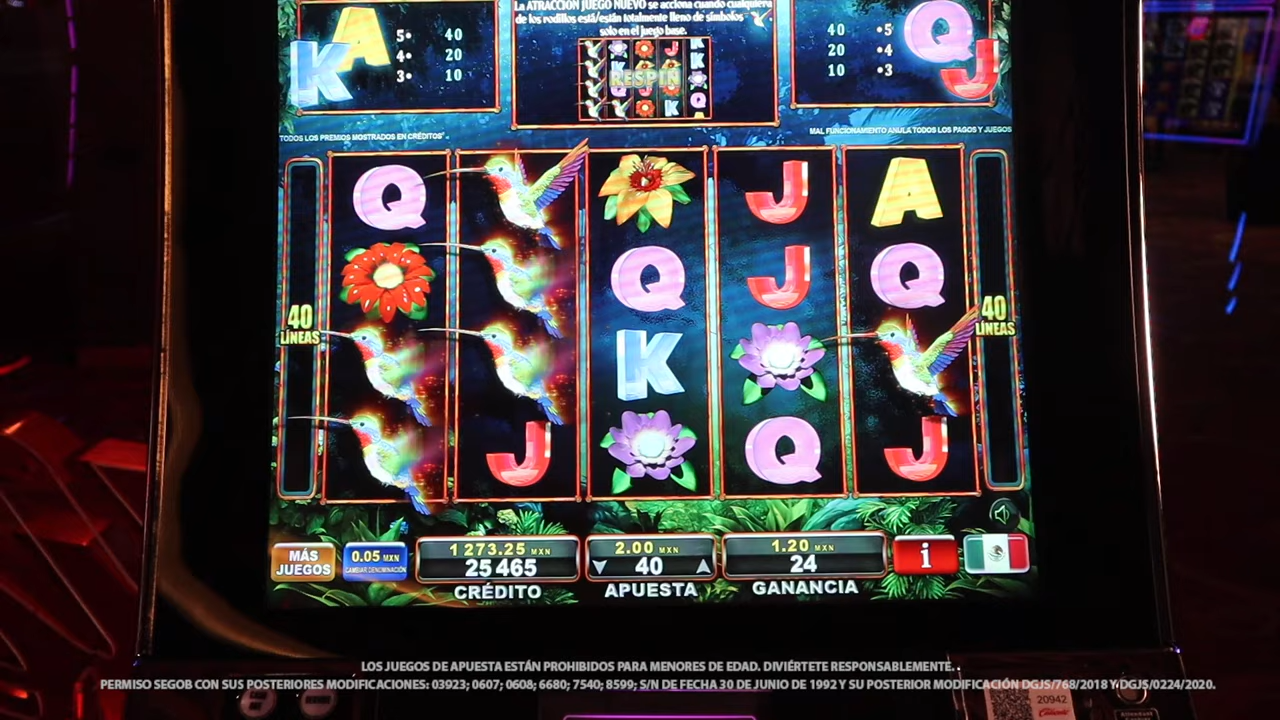 La ATRACCIÓN JUEGO NUEVO se acciona cuando cualquiera
de los rodillos está/están totalmente lleno de símbolos
solo en el juego base.
A
K
5• 40
4• 20
3• 10
RESPIN
40 •5
20 •4
10 •3
Q
J
TODOS LOS PREMIOS MOSTRADOS EN CRÉDITOS
MAL FUNCIONAMIENTO ANULA TODOS LOS PAGOS Y JUEGOS
Q J A
Q J Q
40 LÍNEAS
K
40 LÍNEAS
J Q J
MÁS JUEGOS
0.05 MXN
CAMBIAR DENOMINACIÓN
1 273.25 MXN
25 465
CRÉDITO
2.00 MXN
40
APUESTA
1.20 MXN
24
GANANCIA
i
LOS JUEGOS DE APUESTA ESTÁN PROHIBIDOS PARA MENORES DE EDAD. DIVIÉRTETE RESPONSABLEMENTE. .
PERMISO SEGOB CON SUS POSTERIORES MODIFICACIONES: 03923; 0607; 0608; 6680; 7540; 8599; S/N DE FECHA 30 DE JUNIO DE 1992 Y SU POSTERIOR MODIFICACIÓN DGJS/768/2018 Y DGJS/0224/2020.
20942